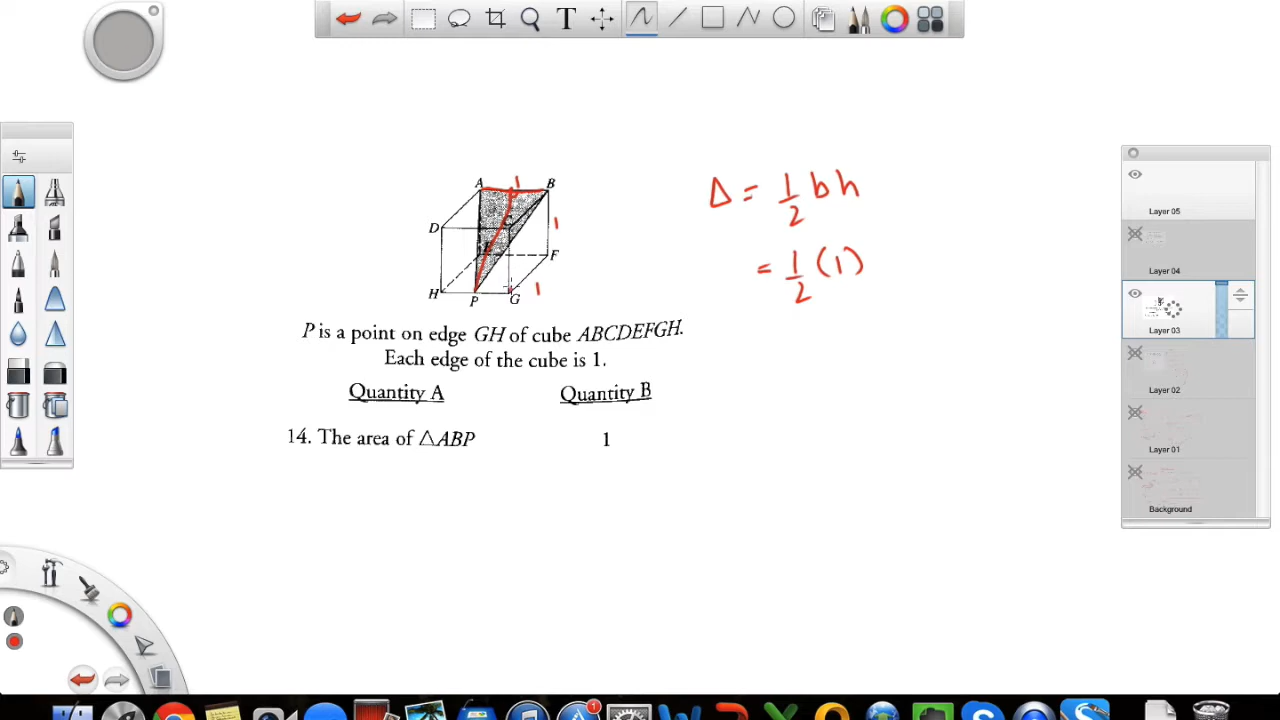 T
A
1
B
Δ = 1/2 b h
D
C
1
E
F
= 1/2 (1)
H
P
G
1
P is a point on edge GH of cube ABCDEFGH.
Each edge of the cube is 1.
Quantity A Quantity B
14. The area of △ABP 1
Layer 05
Layer 04
Layer 03
Layer 02
Layer 01
Background
1